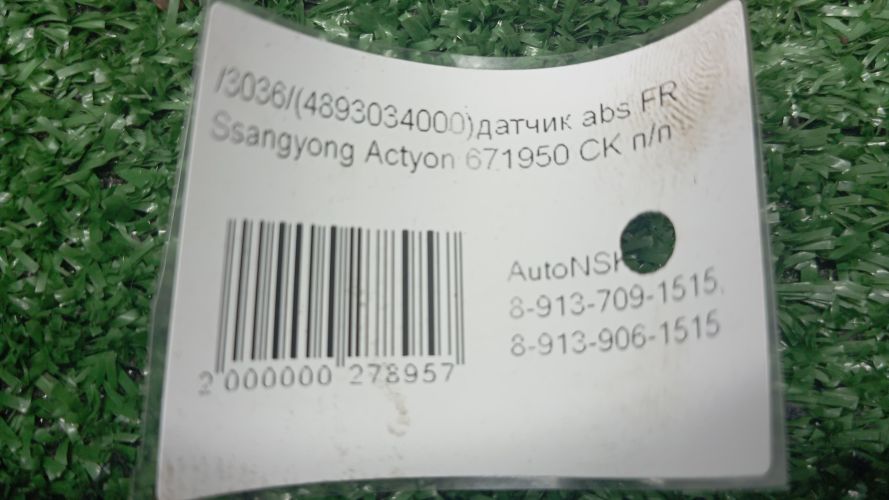 /3036/(4893034000)датчик abs FR
Ssangyong Actyon 671950 CK п/п
AutoNSK
8-913-709-1515,
8-913-906-1515
2 000000 278957